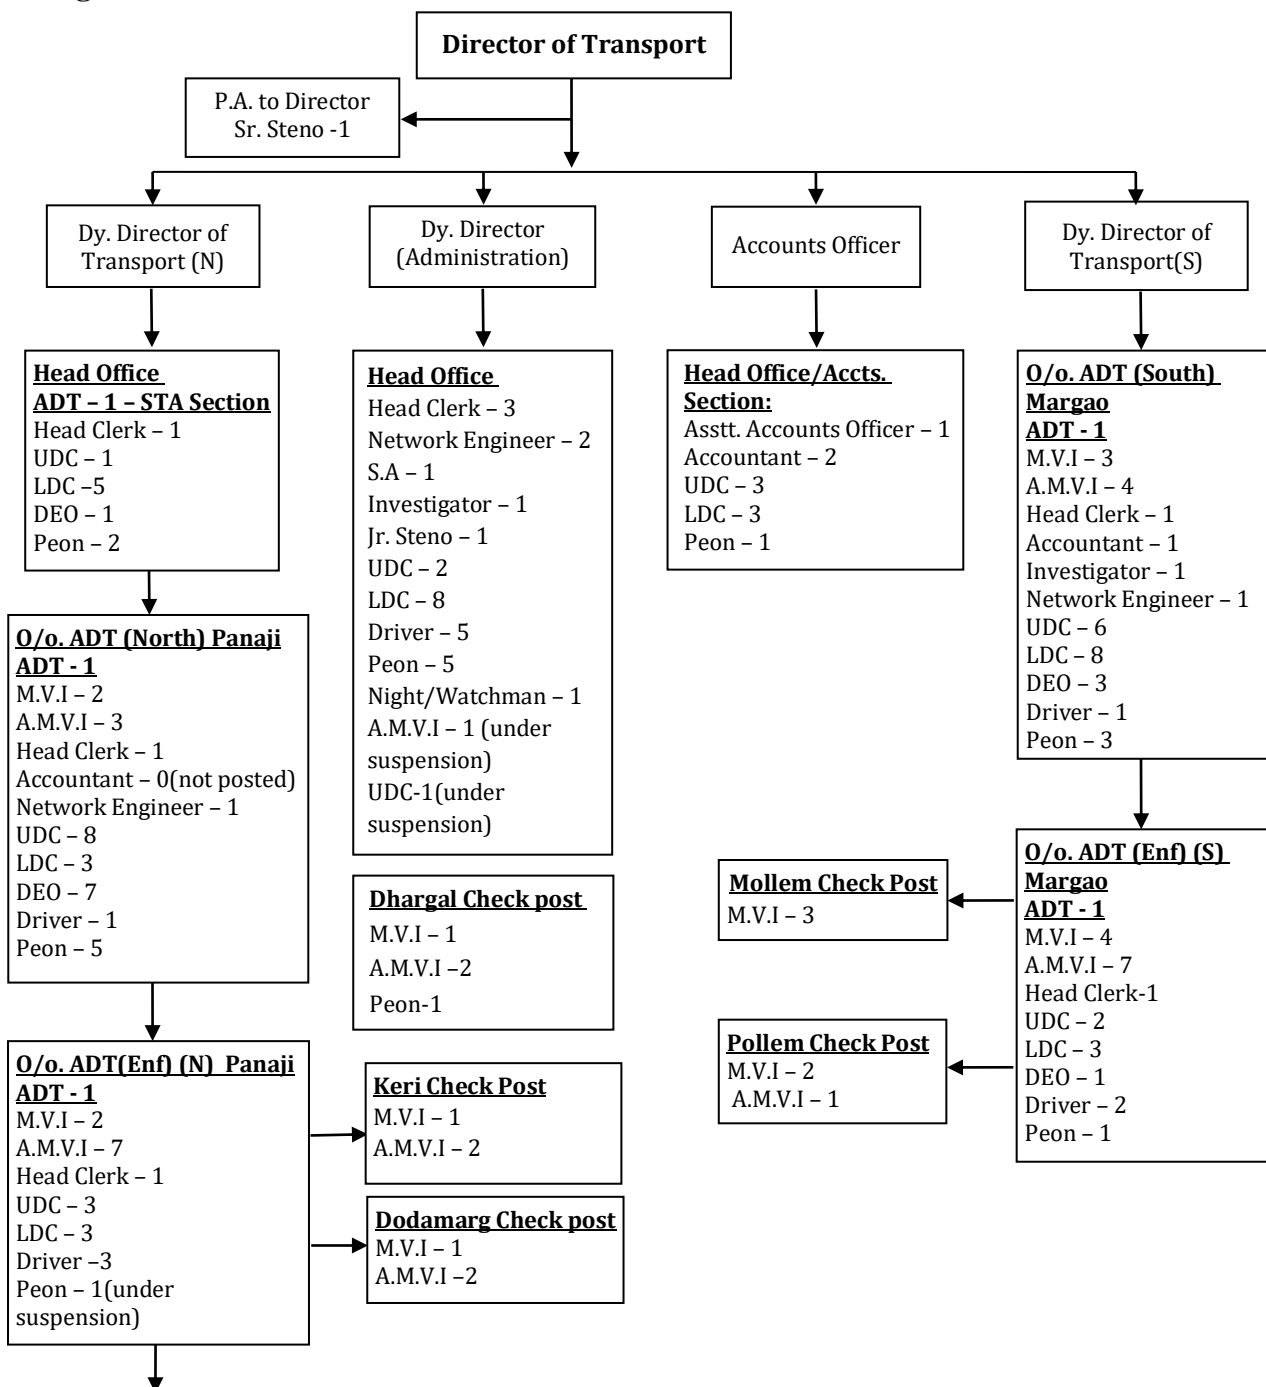 Director of Transport
P.A. to Director
Sr. Steno -1
Dy. Director of
Transport (N)
Dy. Director
(Administration)
Accounts Officer
Dy. Director of
Transport(S)
Head Office
ADT – 1 – STA Section
Head Clerk – 1
UDC – 1
LDC –5
DEO – 1
Peon – 2
Head Office
Head Clerk – 3
Network Engineer – 2
S.A – 1
Investigator – 1
Jr. Steno – 1
UDC – 2
LDC – 8
Driver – 5
Peon – 5
Night/Watchman – 1
A.M.V.I – 1 (under
suspension)
UDC-1(under
suspension)
Head Office/Accts.
Section:
Asstt. Accounts Officer – 1
Accountant – 2
UDC – 3
LDC – 3
Peon – 1
O/o. ADT (South)
Margao
ADT - 1
M.V.I – 3
A.M.V.I – 4
Head Clerk – 1
Accountant – 1
Investigator – 1
Network Engineer – 1
UDC – 6
LDC – 8
DEO – 3
Driver – 1
Peon – 3
O/o. ADT (North) Panaji
ADT - 1
M.V.I – 2
A.M.V.I – 3
Head Clerk – 1
Accountant – 0(not posted)
Network Engineer – 1
UDC – 8
LDC – 3
DEO – 7
Driver – 1
Peon – 5
Dhargal Check post
M.V.I – 1
A.M.V.I –2
Peon-1
Mollem Check Post
M.V.I – 3
O/o. ADT (Enf) (S)
Margao
ADT - 1
M.V.I – 4
A.M.V.I – 7
Head Clerk-1
UDC – 2
LDC – 3
DEO – 1
Driver – 2
Peon – 1
Pollem Check Post
M.V.I – 2
A.M.V.I – 1
O/o. ADT(Enf) (N) Panaji
ADT - 1
M.V.I – 2
A.M.V.I – 7
Head Clerk – 1
UDC – 3
LDC – 3
Driver –3
Peon – 1(under
suspension)
Keri Check Post
M.V.I – 1
A.M.V.I – 2
Dodamarg Check post
M.V.I – 1
A.M.V.I –2